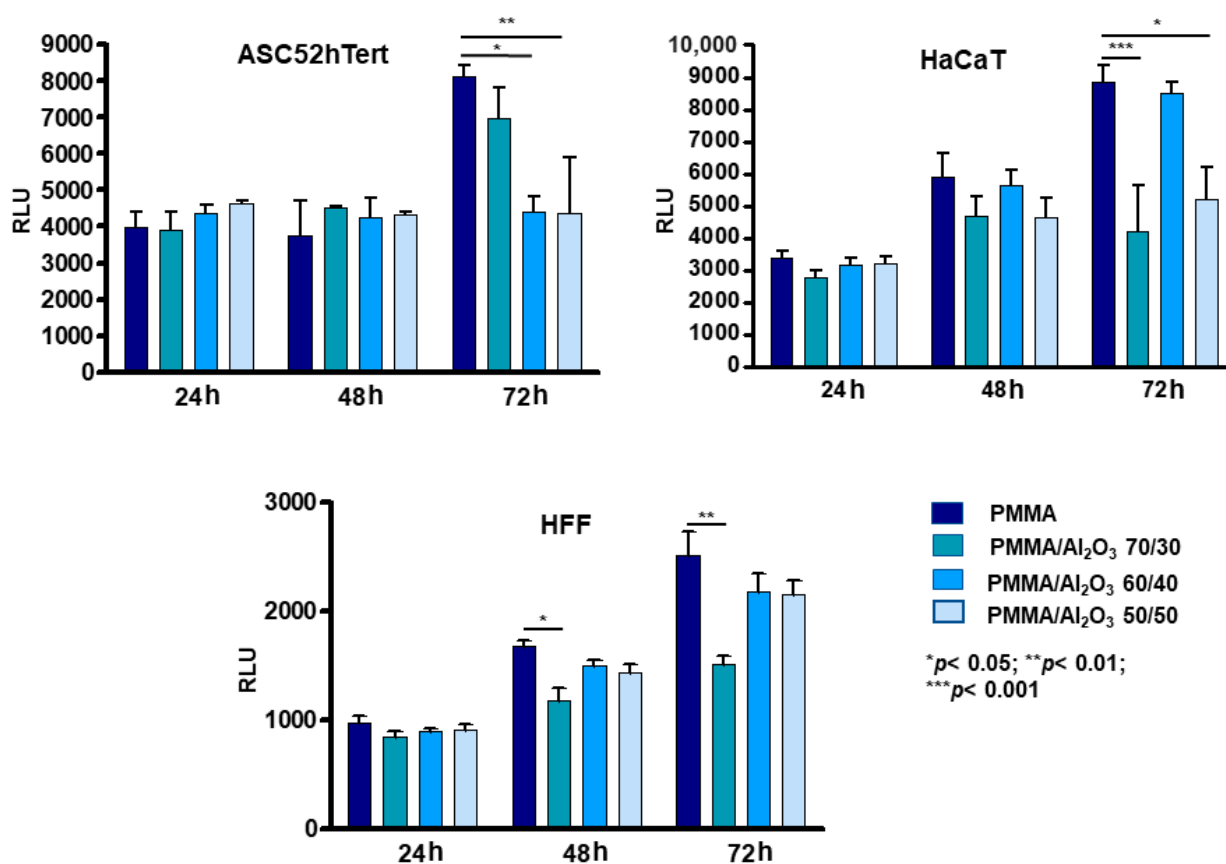 **
*
ASC52hTert
9000
8000
7000
6000
5000
4000
3000
2000
1000
0
RLU
24h 48h 72h
*
***
HaCaT
10,000
9000
8000
7000
6000
5000
4000
3000
2000
1000
0
RLU
24h 48h 72h
HFF
**
*
3000
2000
1000
0
RLU
24h 48h 72h
PMMA
PMMA/Al₂O₃ 70/30
PMMA/Al₂O₃ 60/40
PMMA/Al₂O₃ 50/50
*p< 0.05; **p< 0.01;
***p< 0.001